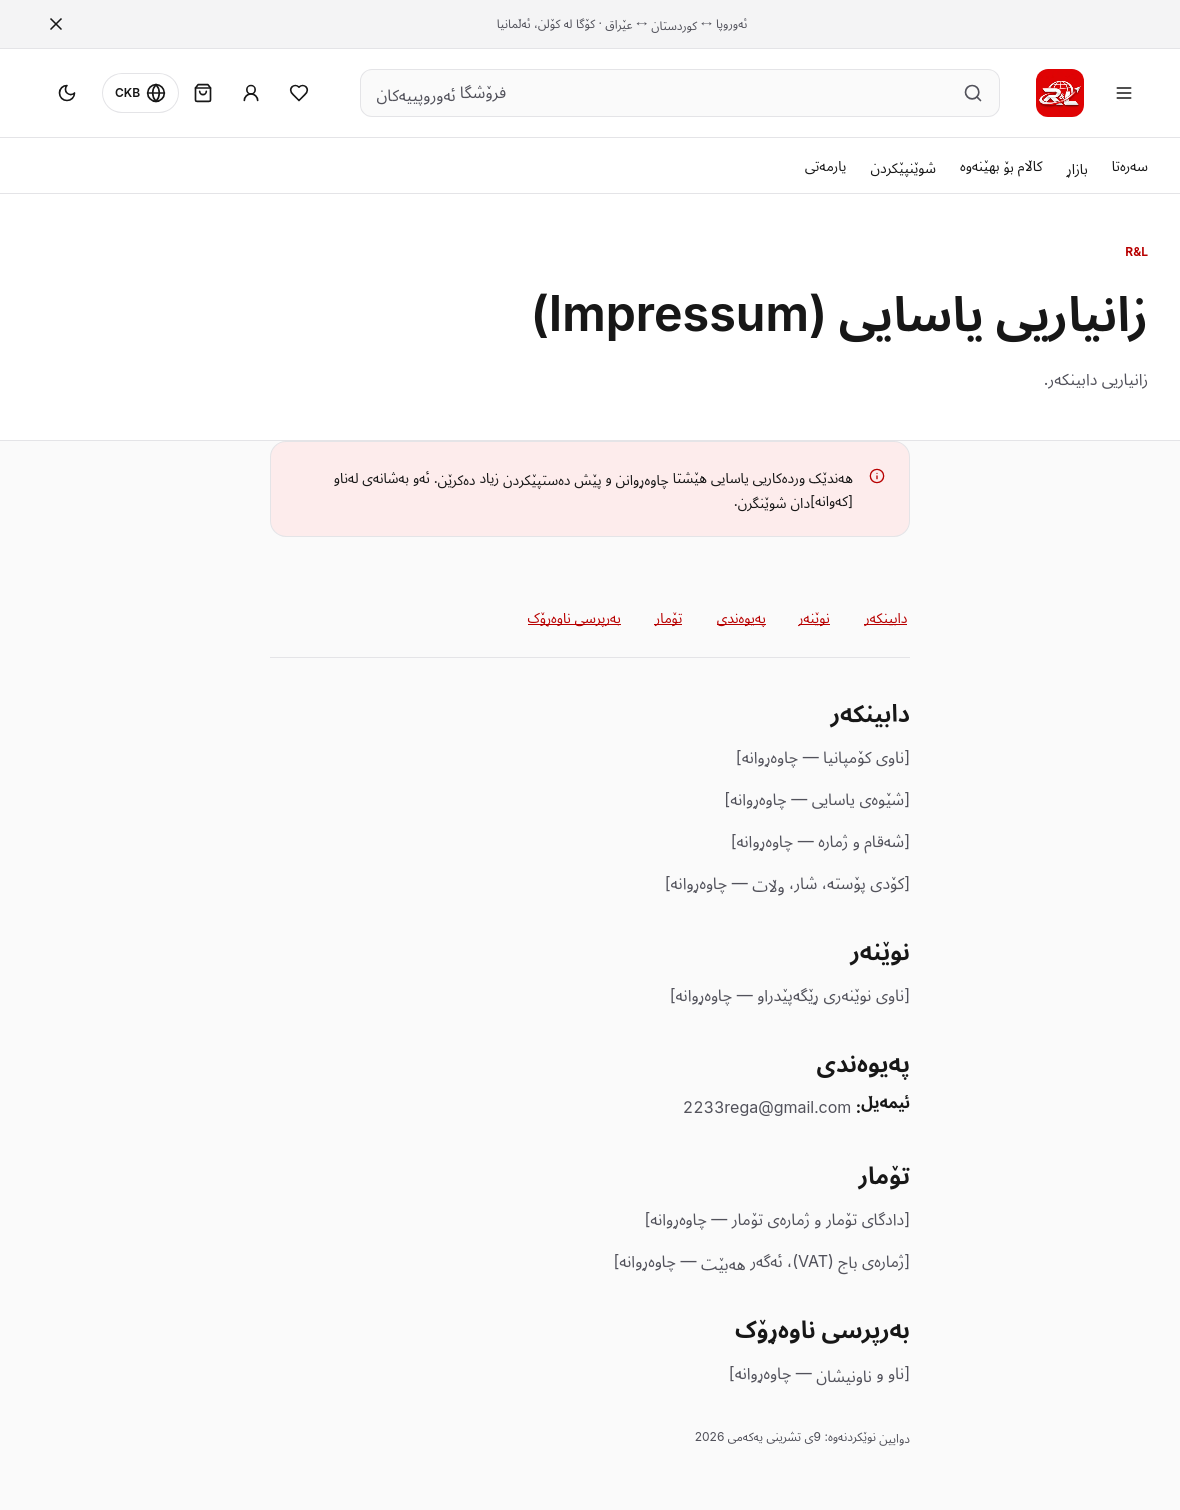 ئەوروپا ↔ کوردستان ↔ عێراق · کۆگا لە کۆلن، ئەڵمانیا
R&L
فرۆشگا ئەوروپییەکان
CKB
سەرەتا
بازاڕ
کاڵام بۆ بهێنەوە
شوێنپێکردن
یارمەتی
R&L
زانیاریی یاسایی (Impressum)
زانیاریی دابینکەر.
هەندێک وردەکاریی یاسایی هێشتا چاوەڕوانن و پێش دەستپێکردن زیاد دەکرێن. ئەو بەشانەی لەناو
[کەوانە]دان شوێنگرن.
دابینکەر
نوێنەر
پەیوەندی
تۆمار
بەرپرسی ناوەڕۆک
دابینکەر
[ناوی کۆمپانیا — چاوەڕوانە]
[شێوەی یاسایی — چاوەڕوانە]
[شەقام و ژمارە — چاوەڕوانە]
[کۆدی پۆستە، شار، وڵات — چاوەڕوانە]
نوێنەر
[ناوی نوێنەری ڕێگەپێدراو — چاوەڕوانە]
پەیوەندی
ئیمەیڵ: 2233rega@gmail.com
تۆمار
[دادگای تۆمار و ژمارەی تۆمار — چاوەڕوانە]
[ژمارەی باج (VAT)، ئەگەر هەبێت — چاوەڕوانە]
بەرپرسی ناوەڕۆک
[ناو و ناونیشان — چاوەڕوانە]
دوایین نوێکردنەوە: 9ی تشرینی یەکەمی 2026